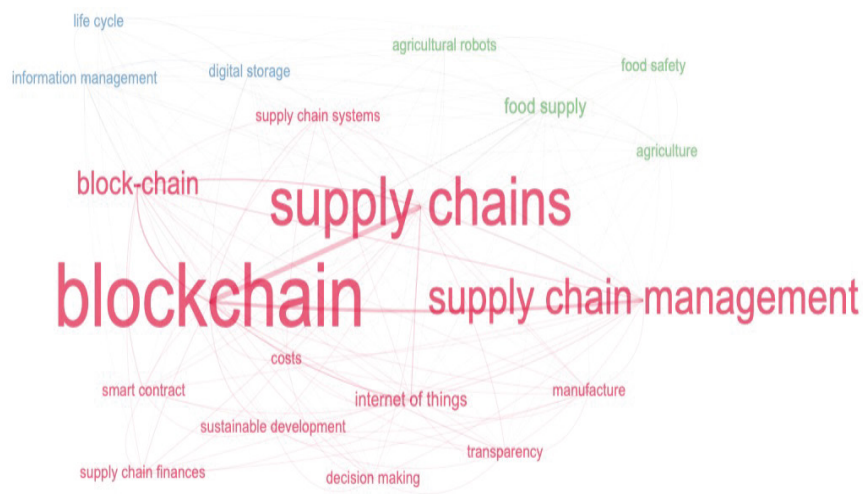 life cycle
agricultural robots
food safety
information management
digital storage
food supply
supply chain systems
agriculture
block-chain
supply chains
blockchain
supply chain management
costs
smart contract
internet of things
manufacture
sustainable development
transparency
supply chain finances
decision making